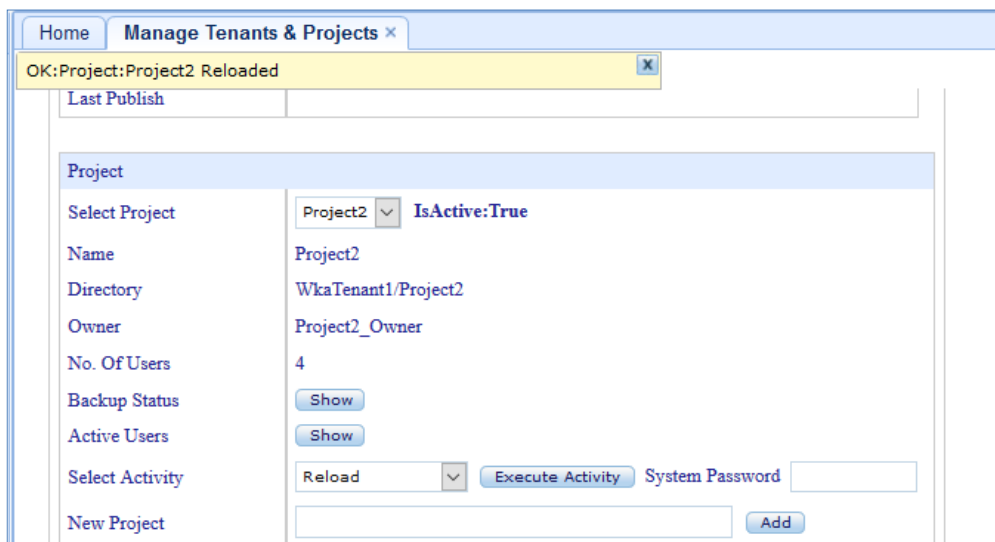 Home Manage Tenants & Projects ×
OK:Project:Project2 Reloaded X
Last Publish
Project
Select Project Project2 IsActive:True
Name Project2
Directory WkaTenant1/Project2
Owner Project2_Owner
No. Of Users 4
Backup Status Show
Active Users Show
Select Activity Reload Execute Activity System Password
New Project Add